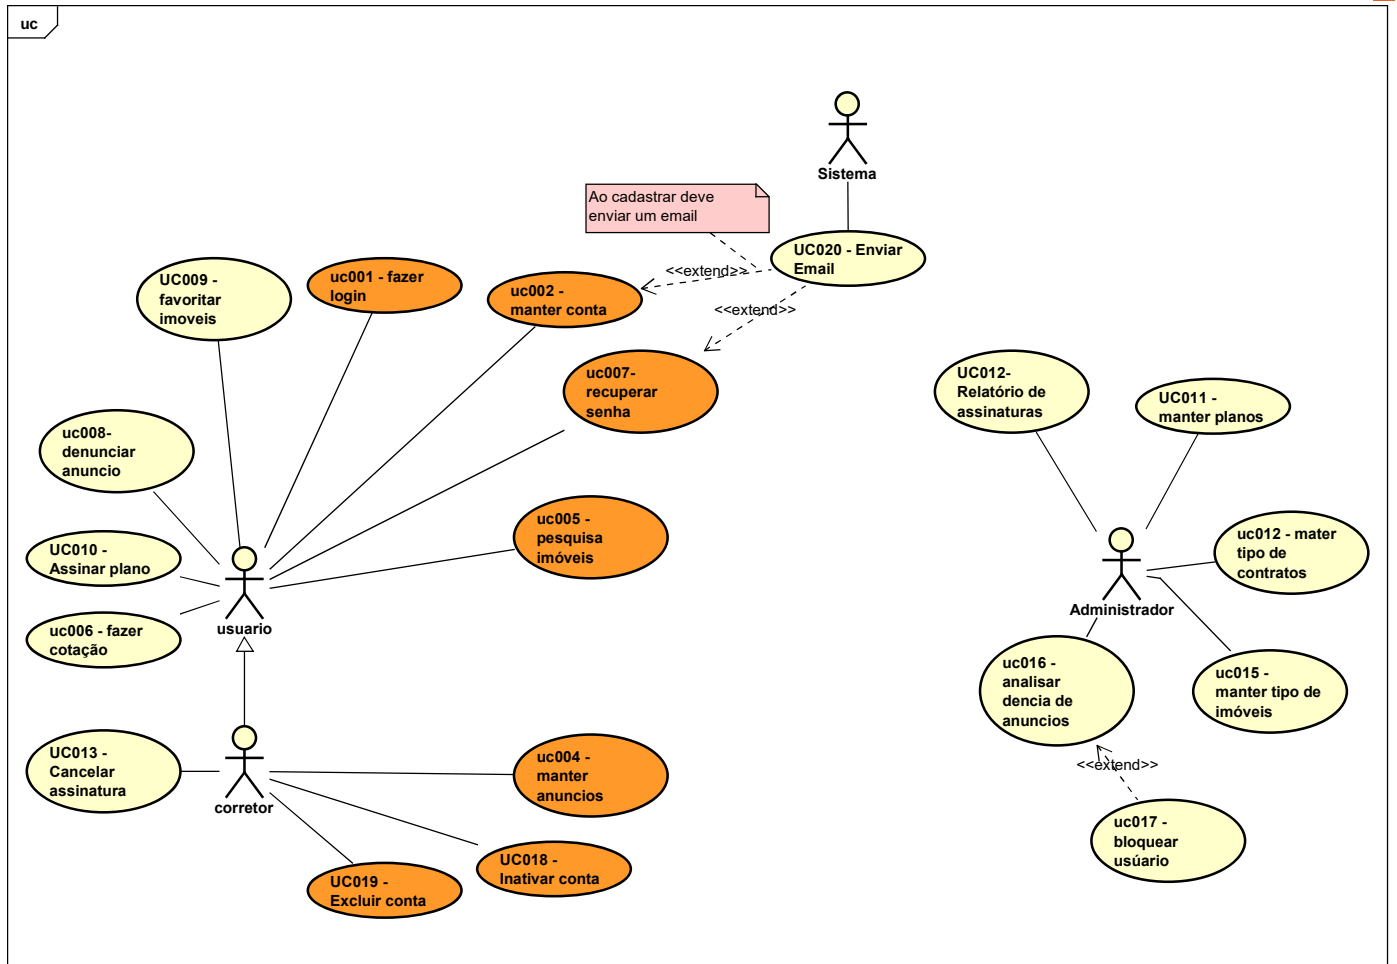 uc
Sistema
Ao cadastrar deve
enviar um email
UC020 - Enviar
Email
<<extend>>
<<extend>>
UC009 -
favoritar
imoveis
uc001 - fazer
login
uc002 -
manter conta
uc007-
recuperar
senha
uc008-
denunciar
anuncio
uc005 -
pesquisa
imóveis
UC010 -
Assinar plano
uc006 - fazer
cotação
usuario
UC012-
Relatório de
assinaturas
UC011 -
manter planos
uc012 - mater
tipo de
contratos
Administrador
uc016 -
analisar
dencia de
anuncios
uc015 -
manter tipo de
imóveis
<<extend>>
uc017 -
bloquear
usúario
UC013 -
Cancelar
assinatura
corretor
uc004 -
manter
anuncios
UC018 -
Inativar conta
UC019 -
Excluir conta